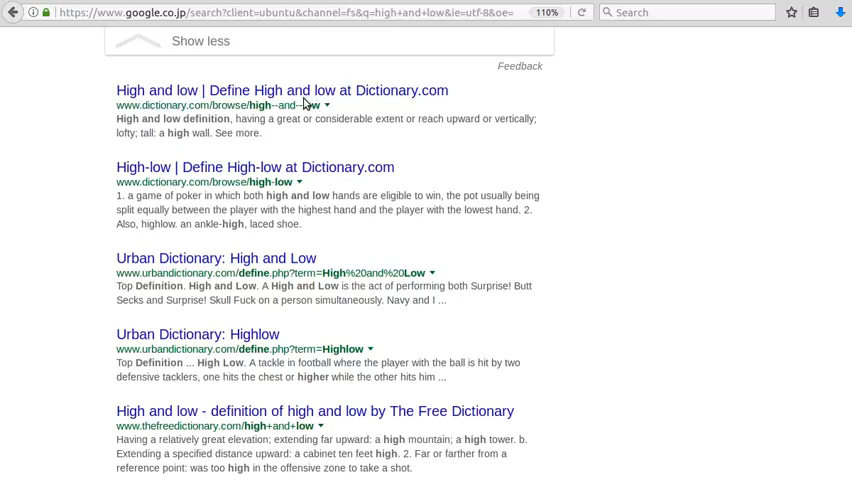 https://www.google.co.jp/search?client=ubuntu&channel=fs&q=high+and+low&ie=utf-8&oe= 110% Search
Show less
Feedback
High and low | Define High and low at Dictionary.com
www.dictionary.com/browse/high--and--low
High and low definition, having a great or considerable extent or reach upward or vertically;
lofty; tall: a high wall. See more.
High-low | Define High-low at Dictionary.com
www.dictionary.com/browse/high-low
1. a game of poker in which both high and low hands are eligible to win, the pot usually being
split equally between the player with the highest hand and the player with the lowest hand. 2.
Also, highlow. an ankle-high, laced shoe.
Urban Dictionary: High and Low
www.urbandictionary.com/define.php?term=High%20and%20Low
Top Definition. High and Low. A High and Low is the act of performing both Surprise! Butt
Secks and Surprise! Skull Fuck on a person simultaneously. Navy and I ...
Urban Dictionary: Highlow
www.urbandictionary.com/define.php?term=Highlow
Top Definition ... High Low. A tackle in football where the player with the ball is hit by two
defensive tacklers, one hits the chest or higher while the other hits him ...
High and low - definition of high and low by The Free Dictionary
www.thefreedictionary.com/high+and+low
Having a relatively great elevation; extending far upward: a high mountain; a high tower. b.
Extending a specified distance upward: a cabinet ten feet high. 2. Far or farther from a
reference point: was too high in the offensive zone to take a shot.